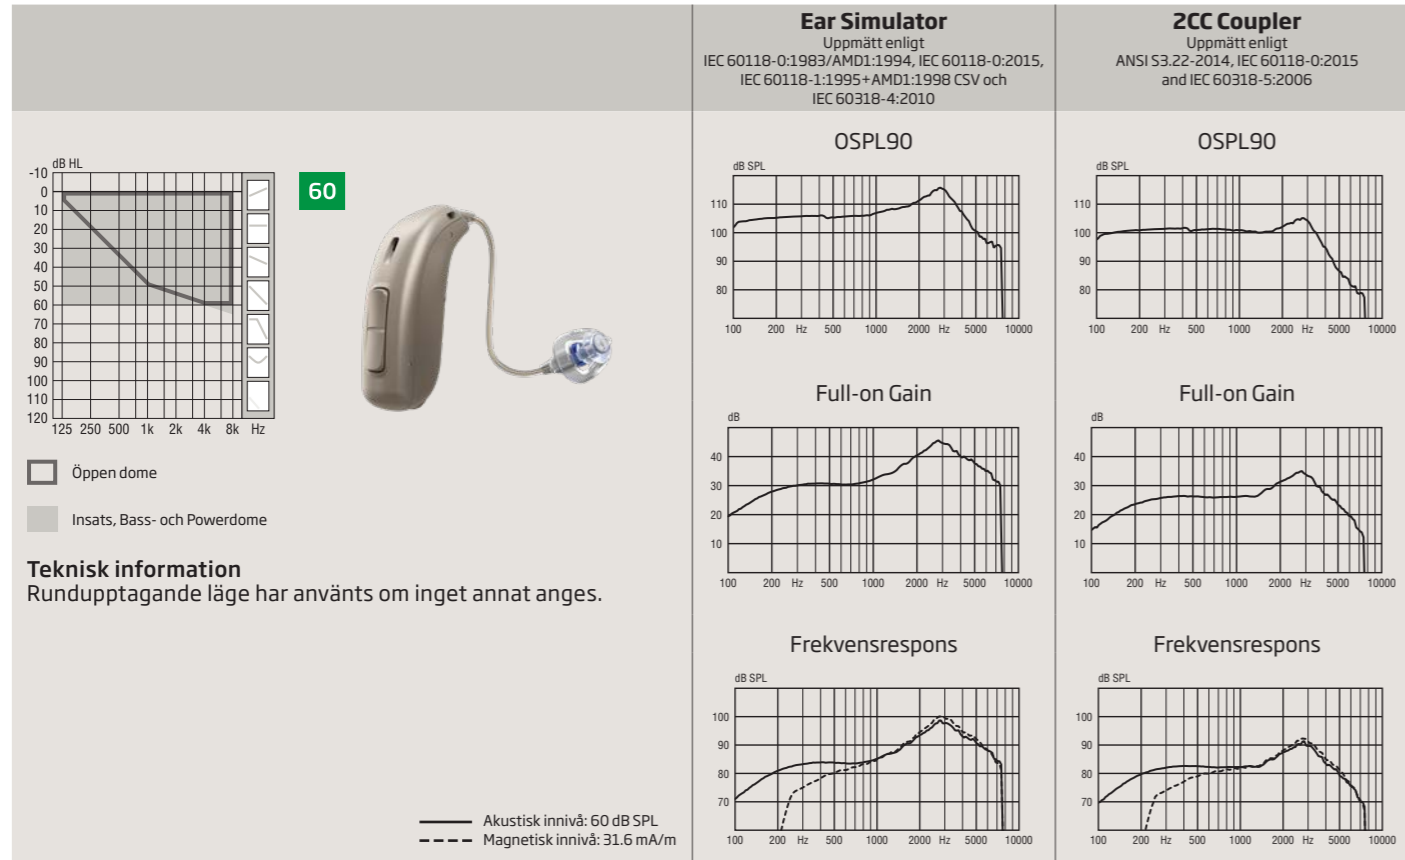 Ear Simulator
Uppmätt enligt
IEC 60118-0:1983/AMD1:1994, IEC 60118-0:2015,
IEC 60118-1:1995+AMD1:1998 CSV och
IEC 60318-4:2010
2CC Coupler
Uppmätt enligt
ANSI S3.22-2014, IEC 60118-0:2015
and IEC 60318-5:2006
dB HL
-10
0
10
20
30
40
50
60
70
80
90
100
110
120
125 250 500 1k 2k 4k 8k Hz
60
Öppen dome
Insats, Bass- och Powerdome
Teknisk information
Rundupptagande läge har använts om inget annat anges.
Akustisk innivå: 60 dB SPL
Magnetisk innivå: 31.6 mA/m
OSPL90
dB SPL
110
100
90
80
100 200 Hz 500 1000 2000 Hz 5000 10000
OSPL90
dB SPL
110
100
90
80
100 200 Hz 500 1000 2000 Hz 5000 10000
Full-on Gain
dB
40
30
20
10
100 200 Hz 500 1000 2000 Hz 5000 10000
Full-on Gain
dB
40
30
20
10
100 200 Hz 500 1000 2000 Hz 5000 10000
Frekvensrespons
dB SPL
100
90
80
70
100 200 Hz 500 1000 2000 Hz 5000 10000
Frekvensrespons
dB SPL
100
90
80
70
100 200 Hz 500 1000 2000 Hz 5000 10000